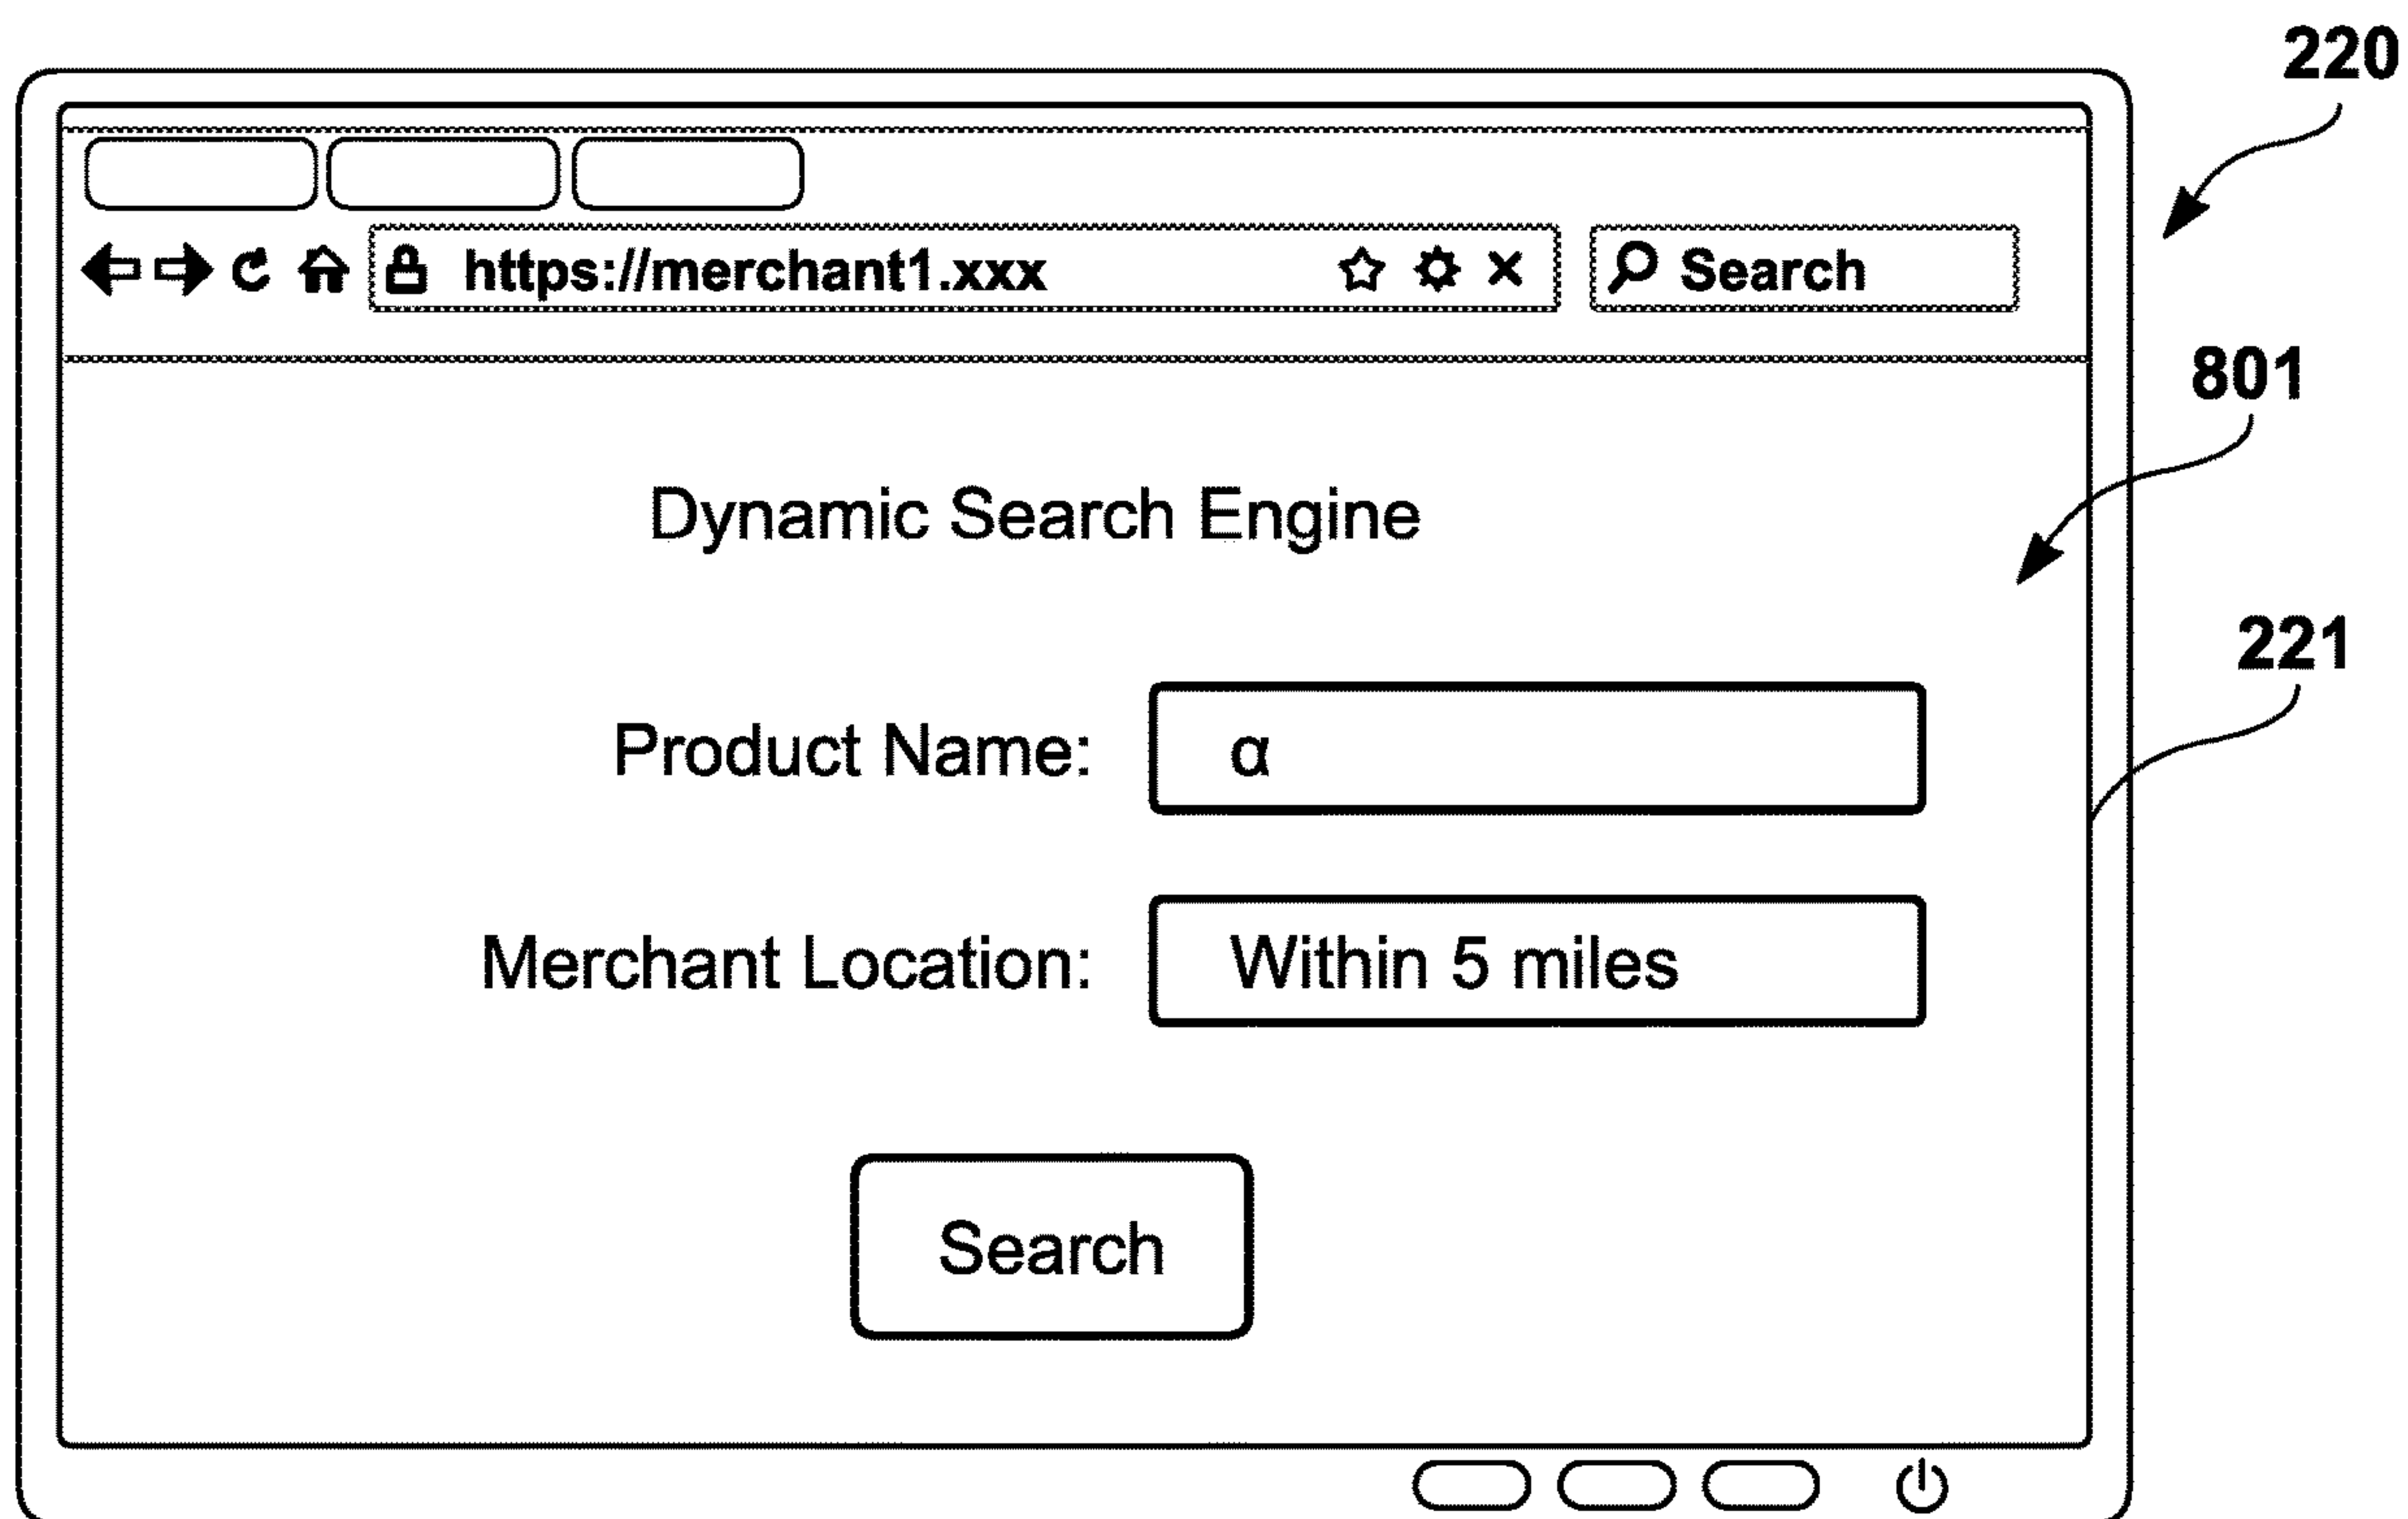 220
https://merchant1.xxx Search
801
Dynamic Search Engine
221
Product Name: α
Merchant Location: Within 5 miles
Search